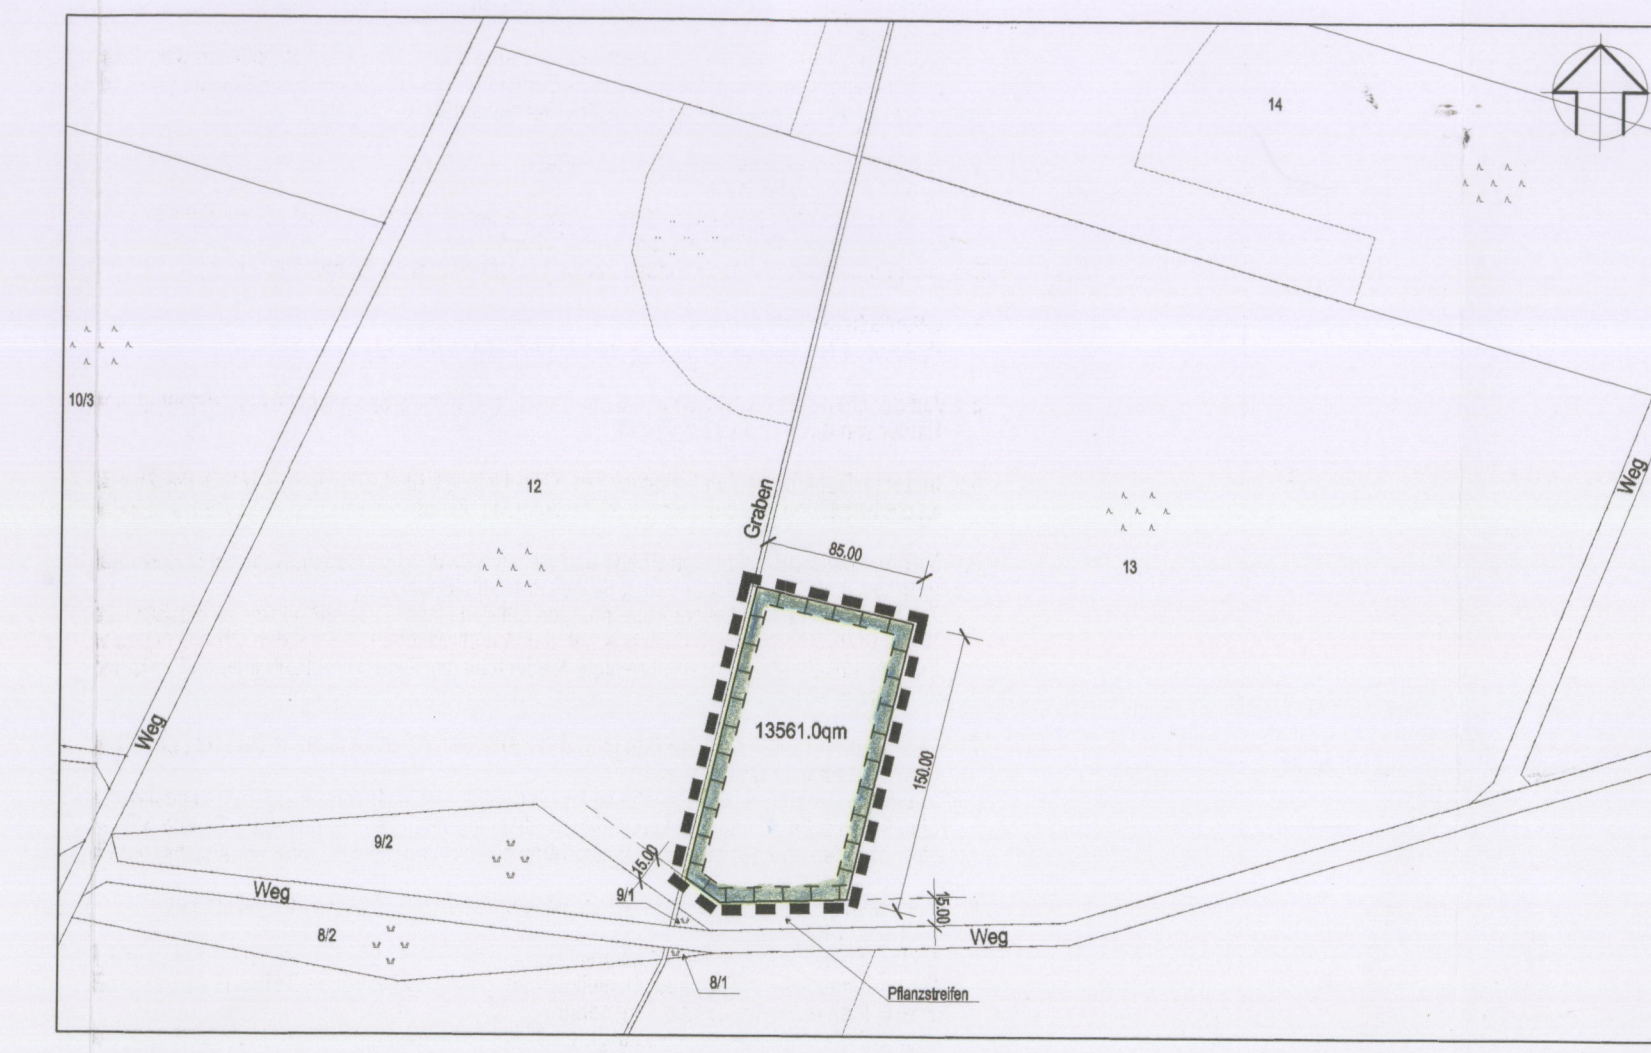 14
10/3
12
Graben
Weg
85.00
13
Weg
13561.0qm
150.00
9/2
15.00
Weg
9/1
15.00
8/2
Weg
8/1
Pflanzstreifen